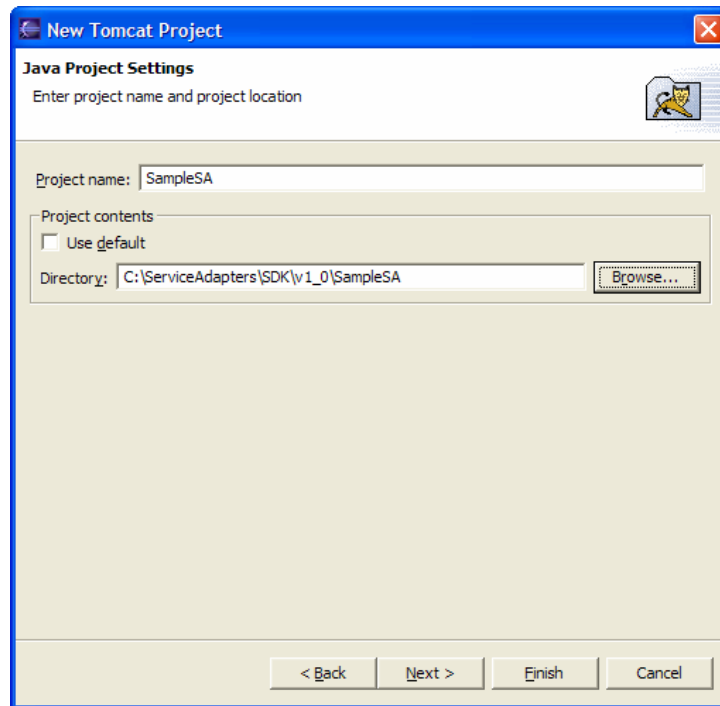 New Tomcat Project
Java Project Settings
Enter project name and project location
Project name: SampleSA
Project contents
Use default
Directory: C:\ServiceAdapters\SDK\v1_0\SampleSA Browse...
< Back Next > Finish Cancel